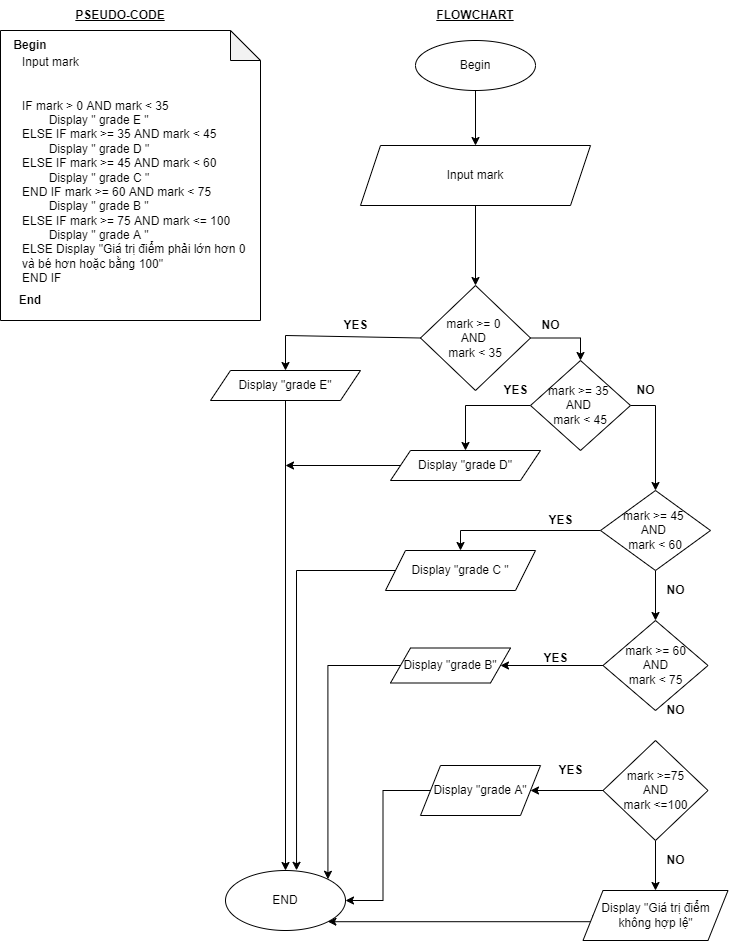 PSEUDO-CODE
Begin
Input mark
IF mark > 0 AND mark < 35
Display " grade E "
ELSE IF mark >= 35 AND mark < 45
Display " grade D "
ELSE IF mark >= 45 AND mark < 60
Display " grade C "
END IF mark >= 60 AND mark < 75
Display " grade B "
ELSE IF mark >= 75 AND mark <= 100
Display " grade A "
ELSE Display "Giá trị điểm phải lớn hơn 0
và bé hơn hoặc bằng 100"
END IF
End
FLOWCHART
Begin
Input mark
mark >= 0
AND
mark < 35
YES
NO
Display "grade E"
mark >= 35
AND
mark < 45
YES
NO
Display "grade D"
mark >= 45
AND
mark < 60
YES
NO
Display "grade C "
mark >= 60
AND
mark < 75
YES
NO
Display "grade B"
mark >=75
AND
mark <=100
YES
NO
Display "grade A"
Display "Giá trị điểm
không hợp lệ"
END